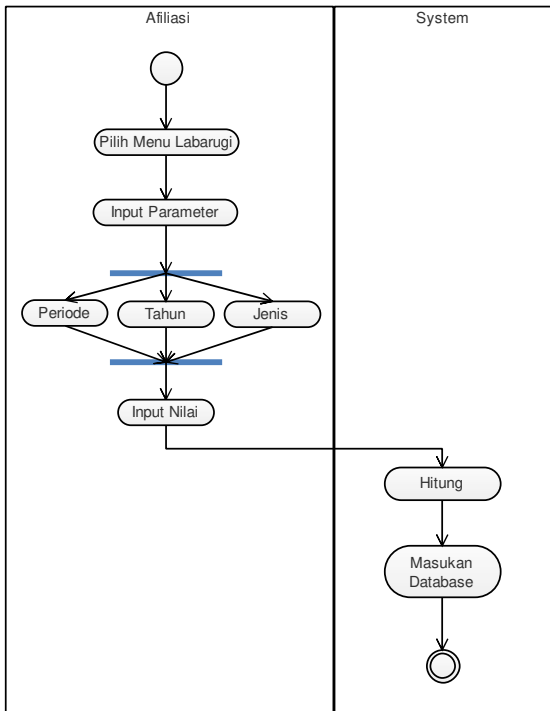 Afiliasi
System
Pilih Menu Labarugi
Input Parameter
Periode
Tahun
Jenis
Input Nilai
Hitung
Masukan
Database